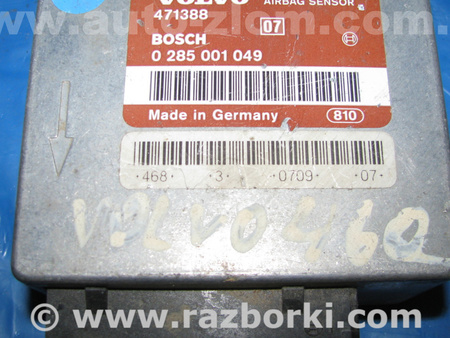 VOLVO AIRBAG SENSOR
471388 07
BOSCH
0 285 001 049
Made in Germany 810
468 3 0709 07
VOLVO 460
© www.razborki.com